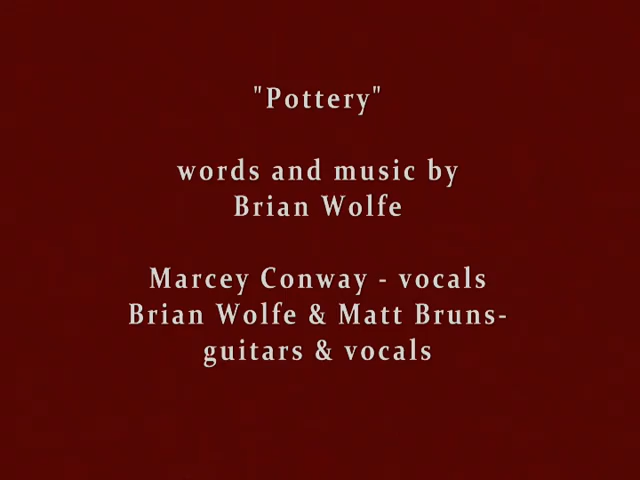 "Pottery"
words and music by
Brian Wolfe
Marcey Conway - vocals
Brian Wolfe & Matt Bruns-
guitars & vocals